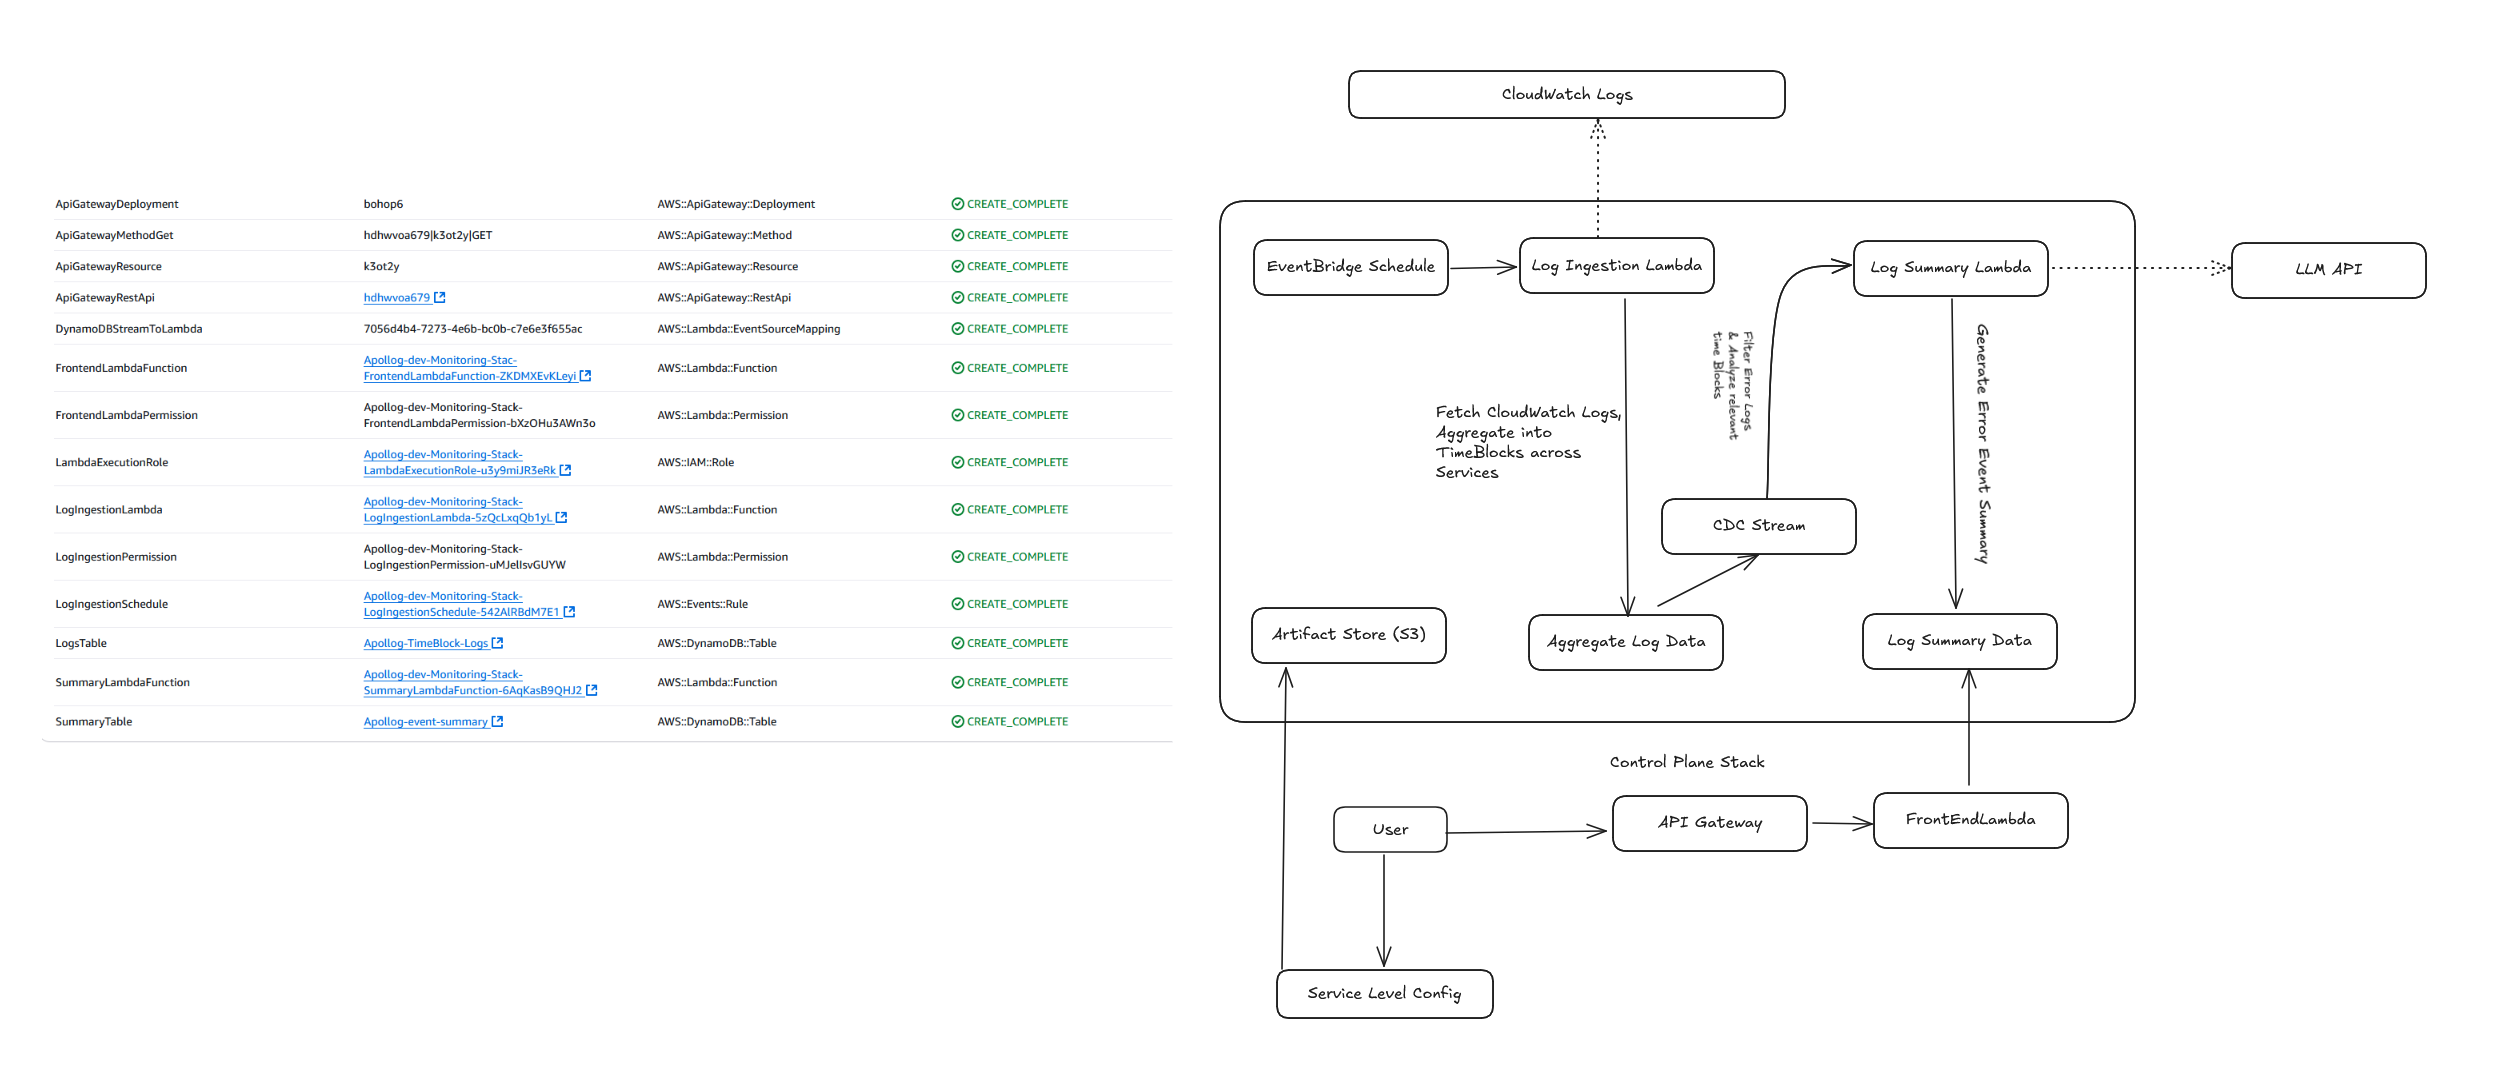 ApiGatewayDeployment bohop6 AWS::ApiGateway::Deployment CREATE_COMPLETE
ApiGatewayMethodGet hdhwvoa679|k3ot2y|GET AWS::ApiGateway::Method CREATE_COMPLETE
ApiGatewayResource k3ot2y AWS::ApiGateway::Resource CREATE_COMPLETE
ApiGatewayRestApi hdhwvoa679 AWS::ApiGateway::RestApi CREATE_COMPLETE
DynamoDBStreamToLambda 7056d4b4-7273-4e6b-bc0b-c7e6e3f655ac AWS::Lambda::EventSourceMapping CREATE_COMPLETE
FrontendLambdaFunction Apollog-dev-Monitoring-Stac-
FrontendLambdaFunction-ZKDMXEvKLeyi AWS::Lambda::Function CREATE_COMPLETE
FrontendLambdaPermission Apollog-dev-Monitoring-Stack-
FrontendLambdaPermission-bXzOHu3AWn3o AWS::Lambda::Permission CREATE_COMPLETE
LambdaExecutionRole Apollog-dev-Monitoring-Stack-
LambdaExecutionRole-u3y9miJR3eRk AWS::IAM::Role CREATE_COMPLETE
LogIngestionLambda Apollog-dev-Monitoring-Stack-
LogIngestionLambda-5zQcLxqQb1yL AWS::Lambda::Function CREATE_COMPLETE
LogIngestionPermission Apollog-dev-Monitoring-Stack-
LogIngestionPermission-uMJelIsvGUYW AWS::Lambda::Permission CREATE_COMPLETE
LogIngestionSchedule Apollog-dev-Monitoring-Stack-
LogIngestionSchedule-542AlRBdM7E1 AWS::Events::Rule CREATE_COMPLETE
LogsTable Apollog-TimeBlock-Logs AWS::DynamoDB::Table CREATE_COMPLETE
SummaryLambdaFunction Apollog-dev-Monitoring-Stack-
SummaryLambdaFunction-6AqKasB9QHJ2 AWS::Lambda::Function CREATE_COMPLETE
SummaryTable Apollog-event-summary AWS::DynamoDB::Table CREATE_COMPLETE
CloudWatch Logs
EventBridge Schedule
Log Ingestion Lambda
Log Summary Lambda
LLM API
Filter Error Logs
& Analyze relevant
time Blocks
Generate Error Event Summary
Fetch CloudWatch Logs,
Aggregate into
TimeBlocks across
Services
CDC Stream
Artifact Store (S3)
Aggregate Log Data
Log Summary Data
Control Plane Stack
User
API Gateway
FrontEndLambda
Service Level Config